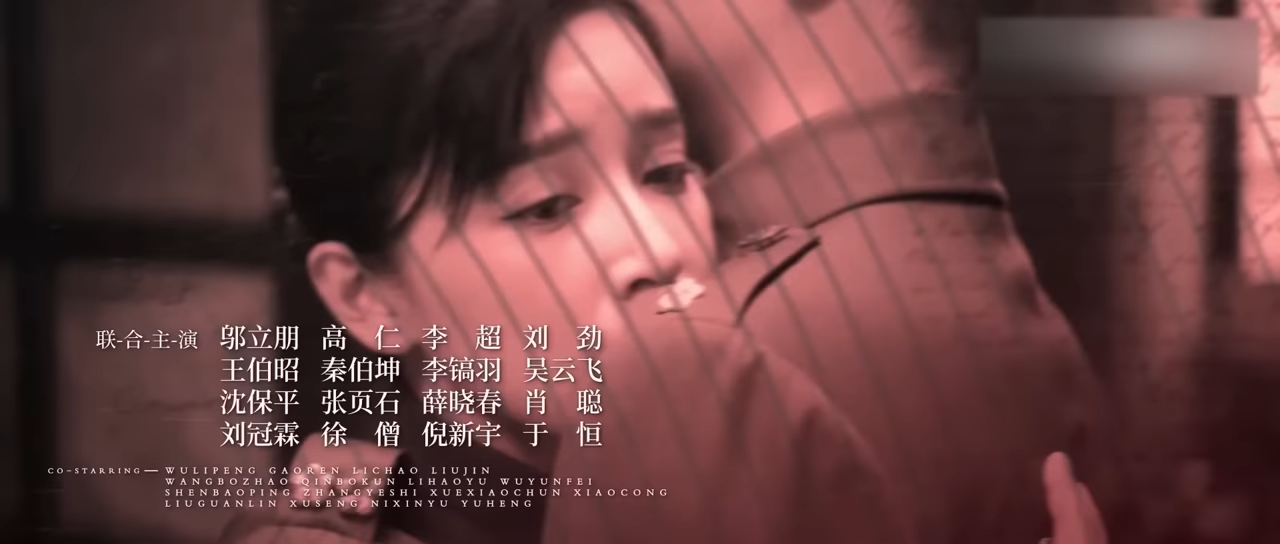 联-合-主-演 邬立朋 高仁 李超 刘劲
王伯昭 秦伯坤 李镐羽 吴云飞
沈保平 张页石 薛晓春 肖聪
刘冠霖 徐僧 倪新宇 于恒
CO-STARRING — WULIPENG GAOREN LICHAO LIUJIN
WANGBOZHAO QINBOKUN LIHAOYU WUYUNFEI
SHENBAOPING ZHANGYESHI XUEXIAOCHUN XIAOCONG
LIUGUANLIN XUSENG NIXINYU YUHENG